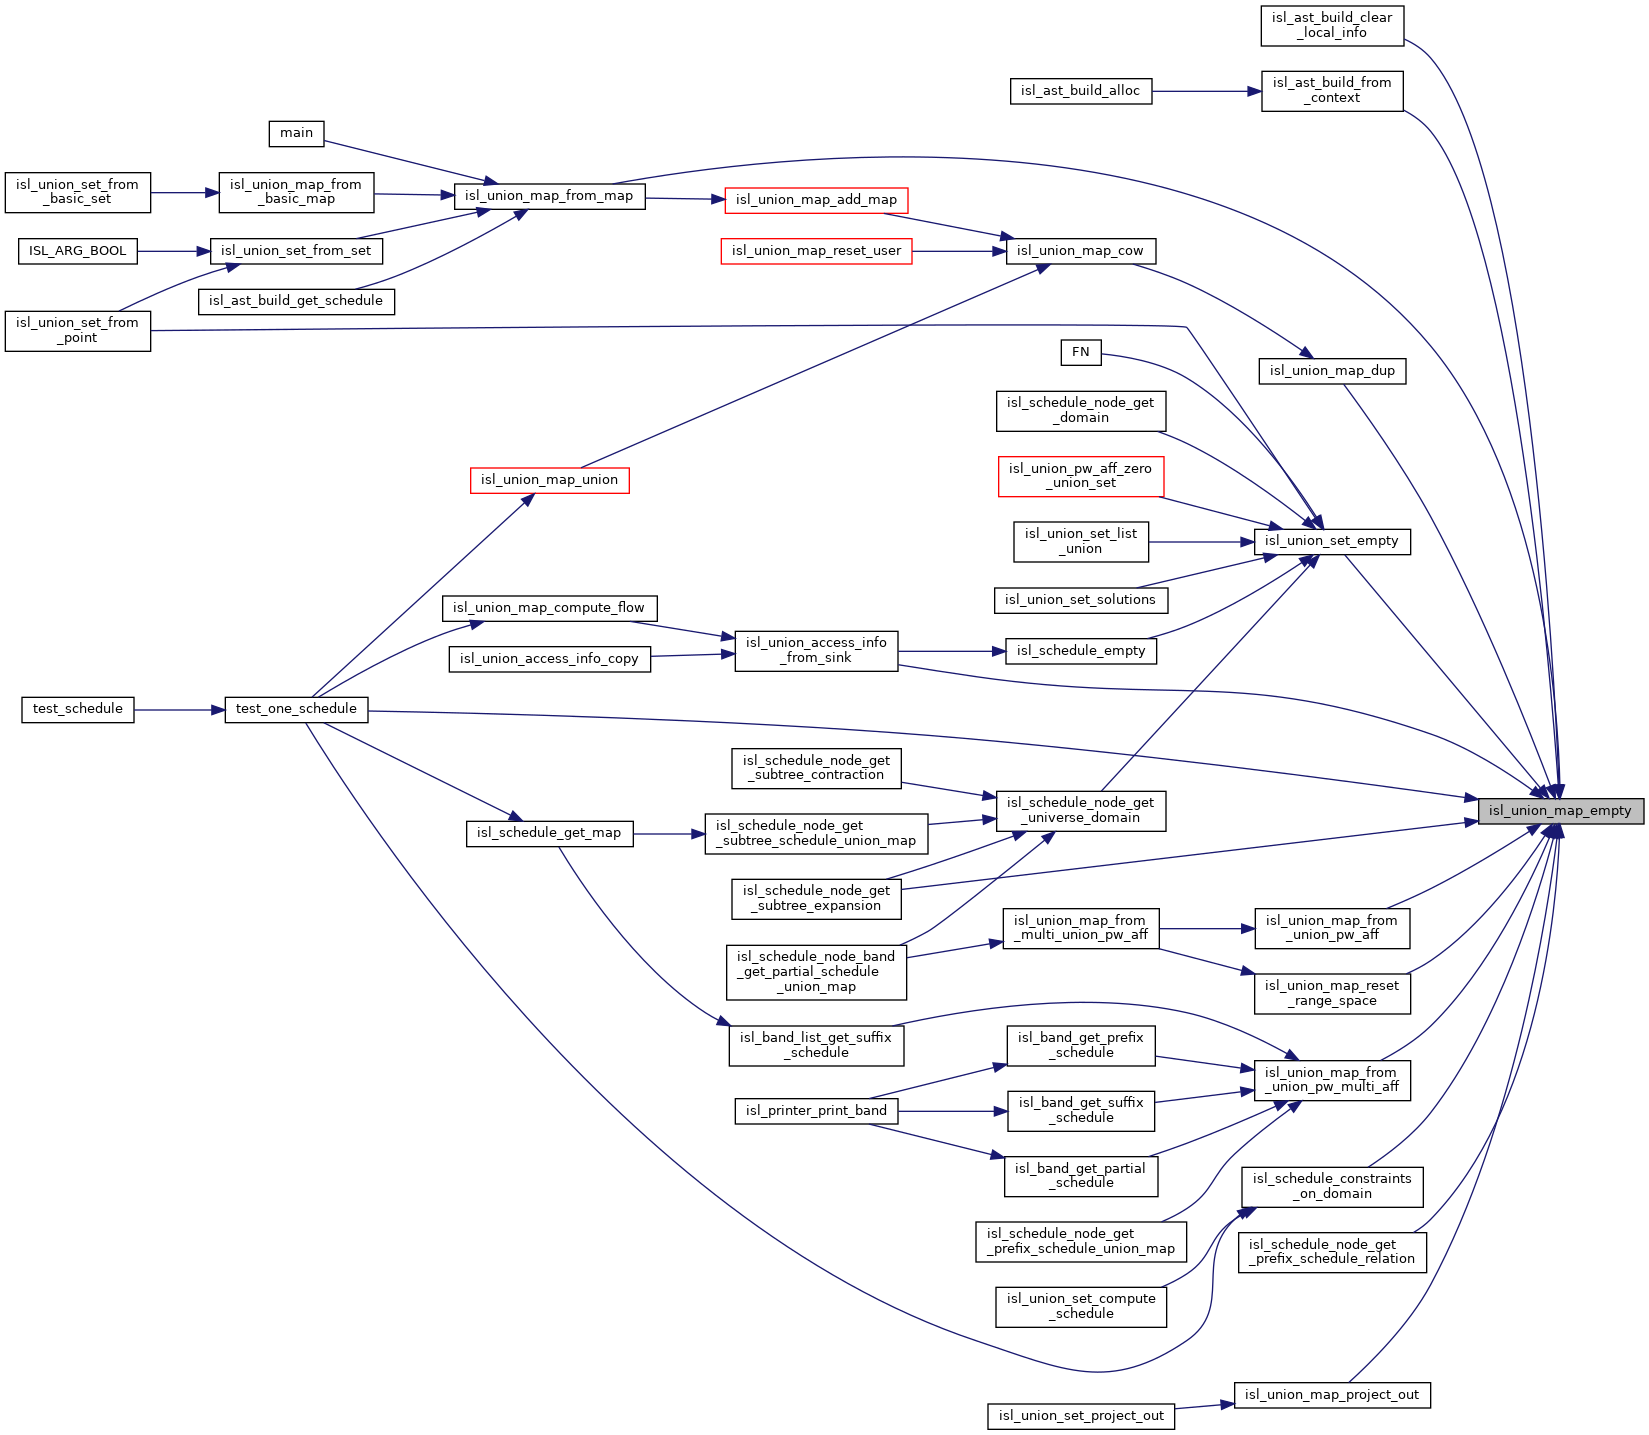 isl_ast_build_clear
_local_info
isl_ast_build_alloc
isl_ast_build_from
_context
main
isl_union_set_from
_basic_set
isl_union_map_from
_basic_map
isl_union_map_from_map
isl_union_map_add_map
ISL_ARG_BOOL
isl_union_set_from_set
isl_union_map_reset_user
isl_union_map_cow
isl_ast_build_get_schedule
isl_union_set_from
_point
FN
isl_union_map_dup
isl_schedule_node_get
_domain
isl_union_map_union
isl_union_pw_aff_zero
_union_set
isl_union_set_list
_union
isl_union_set_empty
isl_union_set_solutions
isl_union_map_compute_flow
isl_union_access_info
_from_sink
isl_schedule_empty
isl_union_access_info_copy
test_schedule
test_one_schedule
isl_schedule_node_get
_subtree_contraction
isl_schedule_node_get
_universe_domain
isl_union_map_empty
isl_schedule_get_map
isl_schedule_node_get
_subtree_schedule_union_map
isl_schedule_node_get
_subtree_expansion
isl_union_map_from
_multi_union_pw_aff
isl_union_map_from
_union_pw_aff
isl_schedule_node_band
_get_partial_schedule
_union_map
isl_union_map_reset
_range_space
isl_band_list_get_suffix
_schedule
isl_band_get_prefix
_schedule
isl_union_map_from
_union_pw_multi_aff
isl_printer_print_band
isl_band_get_suffix
_schedule
isl_band_get_partial
_schedule
isl_schedule_constraints
_on_domain
isl_schedule_node_get
_prefix_schedule_union_map
isl_schedule_node_get
_prefix_schedule_relation
isl_union_set_compute
_schedule
isl_union_map_project_out
isl_union_set_project_out